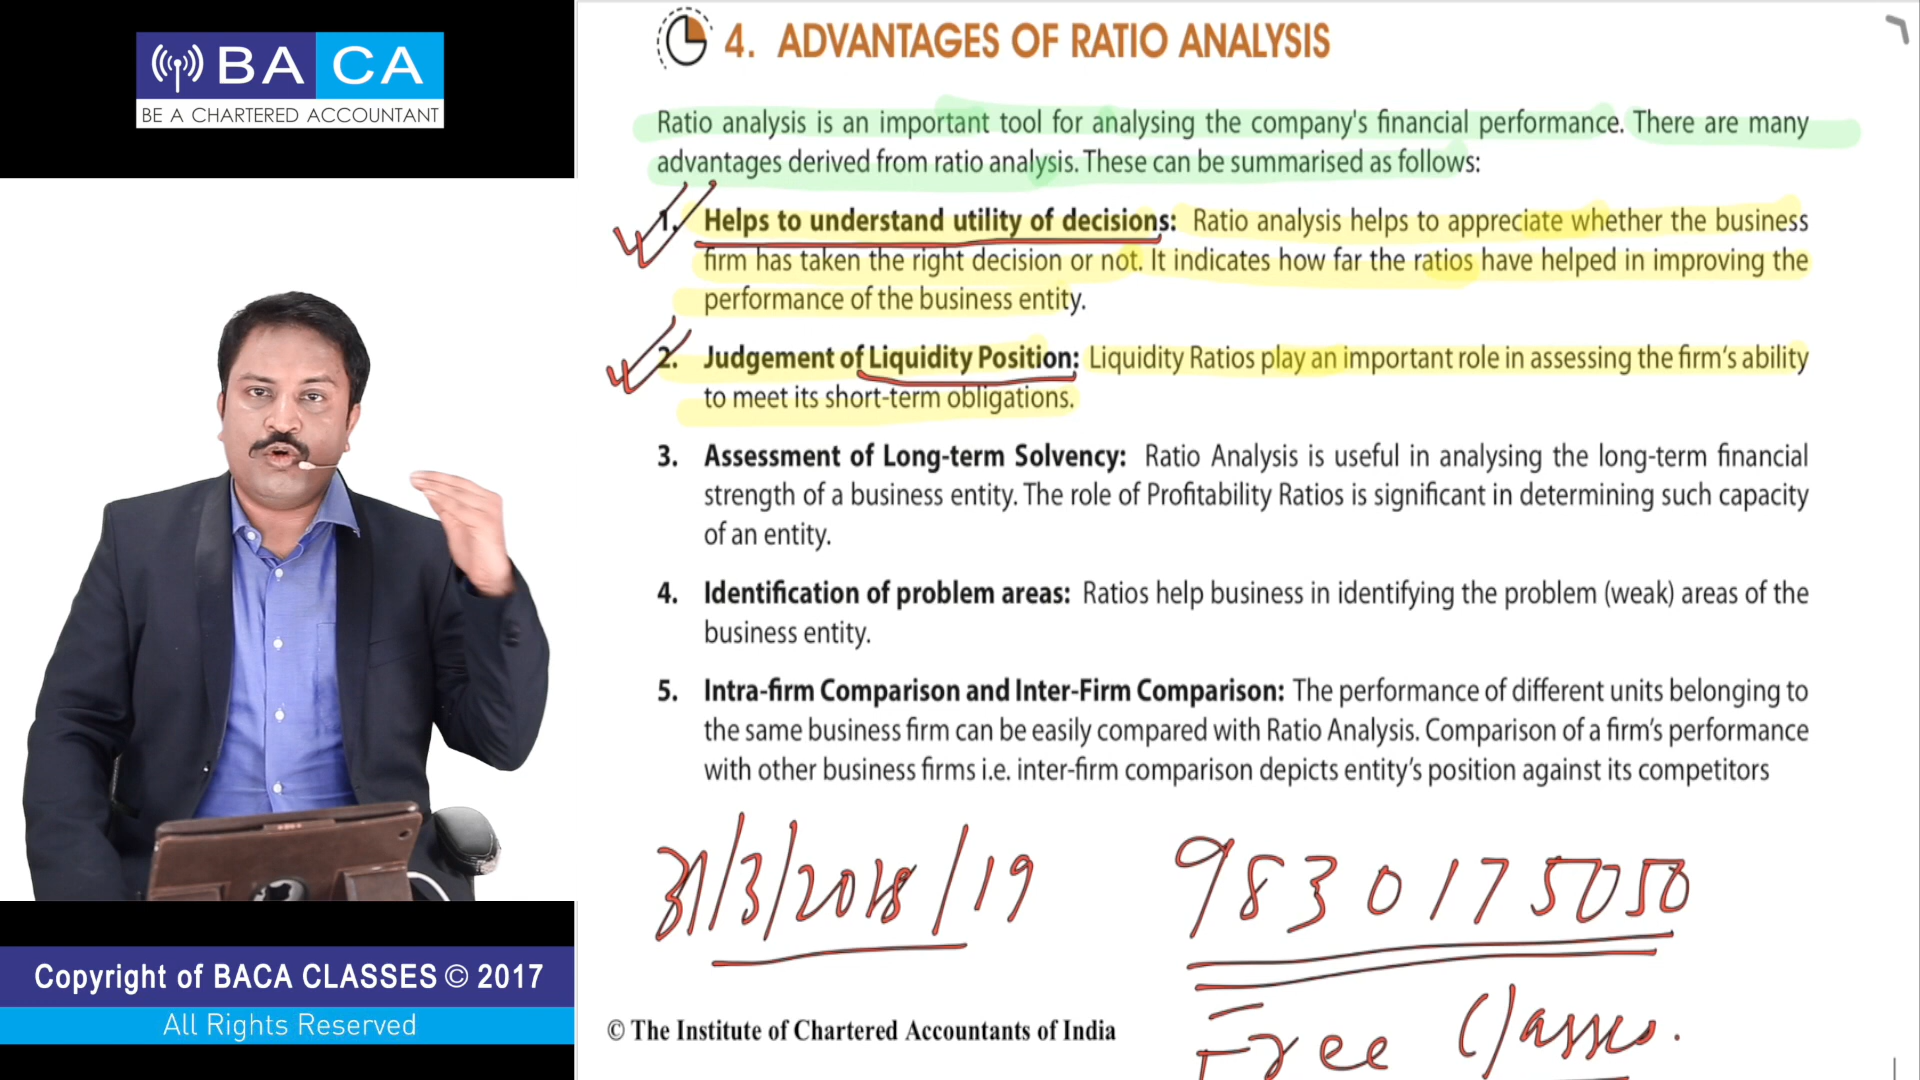 BA CA
BE A CHARTERED ACCOUNTANT
4. ADVANTAGES OF RATIO ANALYSIS
Ratio analysis is an important tool for analysing the company's financial performance. There are many
advantages derived from ratio analysis. These can be summarised as follows:
1. Helps to understand utility of decisions: Ratio analysis helps to appreciate whether the business
firm has taken the right decision or not. It indicates how far the ratios have helped in improving the
performance of the business entity.
2. Judgement of Liquidity Position: Liquidity Ratios play an important role in assessing the firm's ability
to meet its short-term obligations.
3. Assessment of Long-term Solvency: Ratio Analysis is useful in analysing the long-term financial
strength of a business entity. The role of Profitability Ratios is significant in determining such capacity
of an entity.
4. Identification of problem areas: Ratios help business in identifying the problem (weak) areas of the
business entity.
5. Intra-firm Comparison and Inter-Firm Comparison: The performance of different units belonging to
the same business firm can be easily compared with Ratio Analysis. Comparison of a firm's performance
with other business firms i.e. inter-firm comparison depicts entity's position against its competitors
31/3/2018/19
9830175050
Free Classes.
© The Institute of Chartered Accountants of India
Copyright of BACA CLASSES © 2017
All Rights Reserved